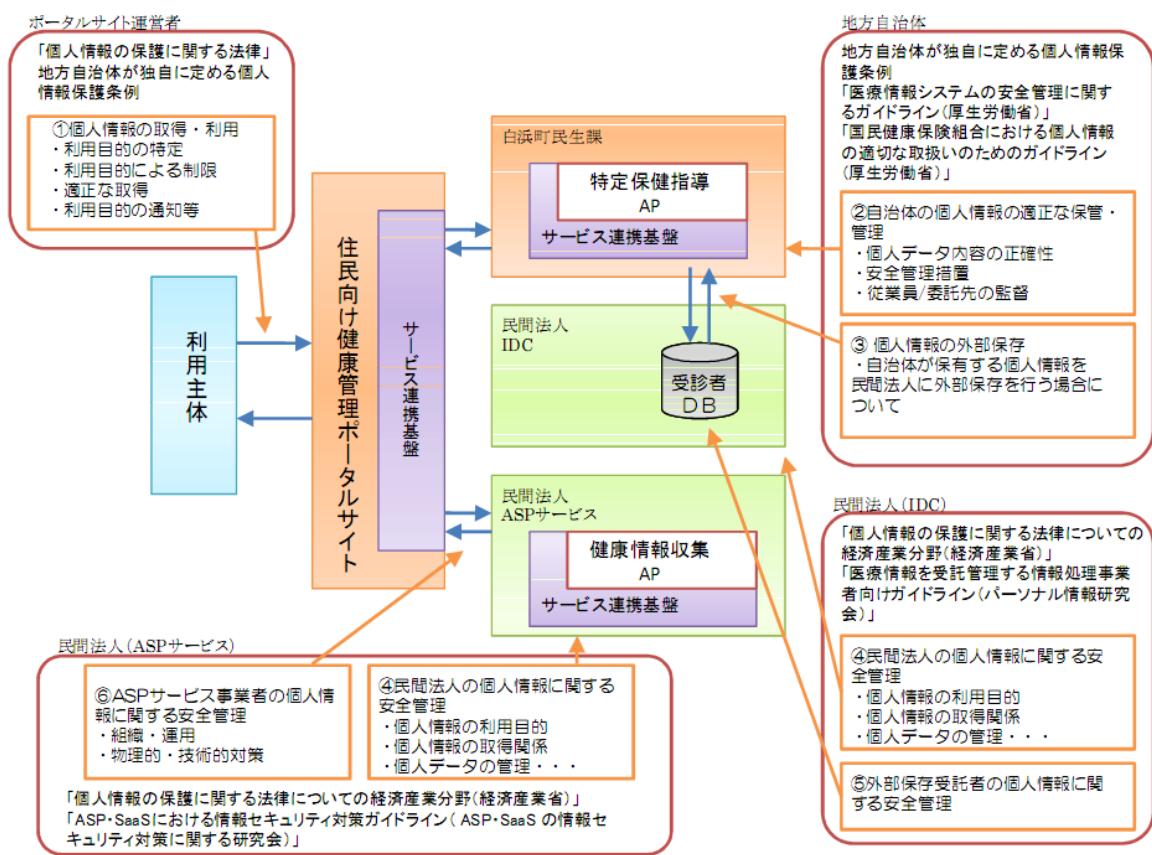 ポータルサイト運営者
「個人情報の保護に関する法律」
地方自治体が独自に定める個人
情報保護条例
①個人情報の取得・利用
・利用目的の特定
・利用目的による制限
・適正な取得
・利用目的の通知等
利用主体
住民向け健康管理ポータルサイト
サービス連携基盤
白浜町民生課
特定保健指導
AP
サービス連携基盤
民間法人
IDC
受診者
DB
民間法人
ASPサービス
健康情報収集
AP
サービス連携基盤
地方自治体
地方自治体が独自に定める個人情報保
護条例
「医療情報システムの安全管理に関す
るガイドライン(厚生労働省)」
「国民健康保険組合における個人情報
の適切な取扱いのためのガイドライン
(厚生労働省)」
②自治体の個人情報の適正な保管・
管理
・個人データ内容の正確性
・安全管理措置
・従業員/委託先の監督
③ 個人情報の外部保存
・自治体が保有する個人情報を
民間法人に外部保存を行う場合に
ついて
民間法人(IDC)
「個人情報の保護に関する法律についての
経済産業分野(経済産業省)」
「医療情報を受託管理する情報処理事業
者向けガイドライン(パーソナル情報研究
会)」
④民間法人の個人情報に関する安
全管理
・個人情報の利用目的
・個人情報の取得関係
・個人データの管理・・・
⑤外部保存受託者の個人情報に関
する安全管理
民間法人(ASPサービス)
⑥ASPサービス事業者の個人情
報に関する安全管理
・組織・運用
・物理的・技術的対策
④民間法人の個人情報に関する
安全管理
・個人情報の利用目的
・個人情報の取得関係
・個人データの管理・・・
「個人情報の保護に関する法律についての経済産業分野(経済産業省)」
「ASP・SaaSにおける情報セキュリティ対策ガイドライン( ASP・SaaS の情報セ
キュリティ対策に関する研究会)」